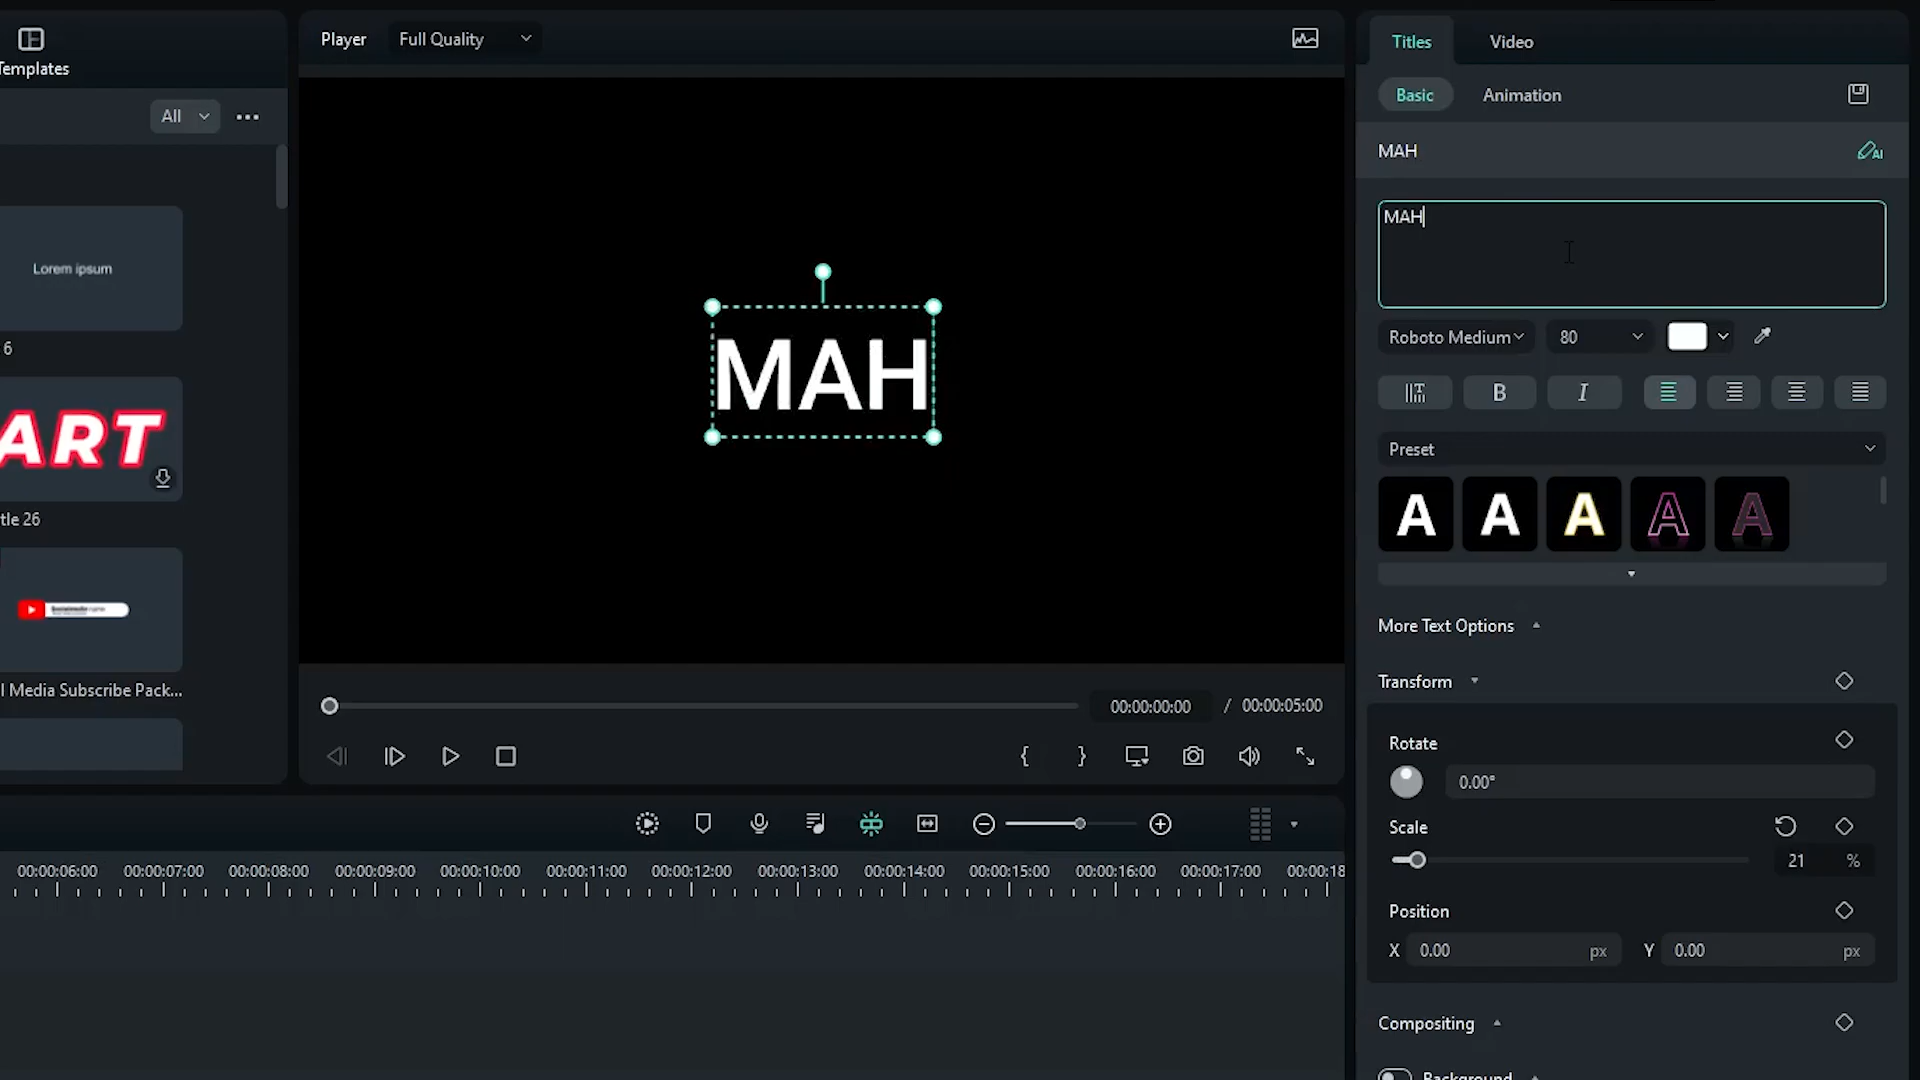 Templates
Player Full Quality
Titles Video
All
Basic Animation
MAH
AI
MAH
Lorem ipsum
6
MAH
Roboto Medium 80
B I
ART
tle 26
Preset
A A A A A
l Media Subscribe Pack...
More Text Options
Transform
00:00:00:00 / 00:00:05:00
Rotate
0.00°
Scale
21 %
Position
X 0.00 px Y 0.00 px
00:00:06:00 00:00:07:00 00:00:08:00 00:00:09:00 00:00:10:00 00:00:11:00 00:00:12:00 00:00:13:00 00:00:14:00 00:00:15:00 00:00:16:00 00:00:17:00 00:00:18
Compositing
Background